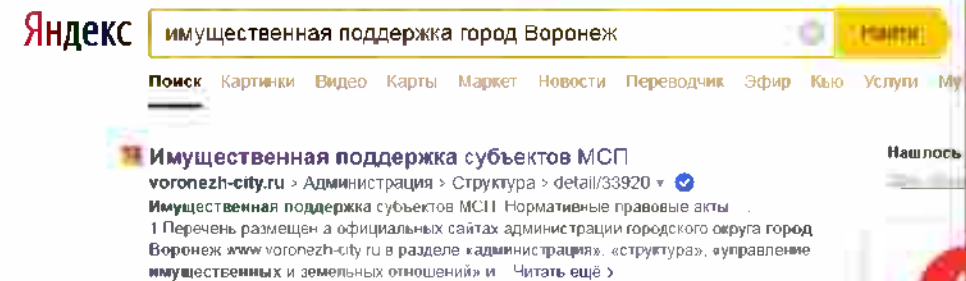 Яндекс
имущественная поддержка город Воронеж
Найти
Поиск Картинки Видео Карты Маркет Новости Переводчик Эфир Кью Услуги Му
Имущественная поддержка субъектов МСП
voronezh-city.ru > Администрация > Структура > detail/33920
Имущественная поддержка субъектов МСП Нормативные правовые акты
1 Перечень размещен а официальных сайтах администрации городского округа город
Воронеж www voronezh-city ru в разделе «администрация», «структура», «управление
имущественных и земельных отношений» и Читать ещё >
Нашлось